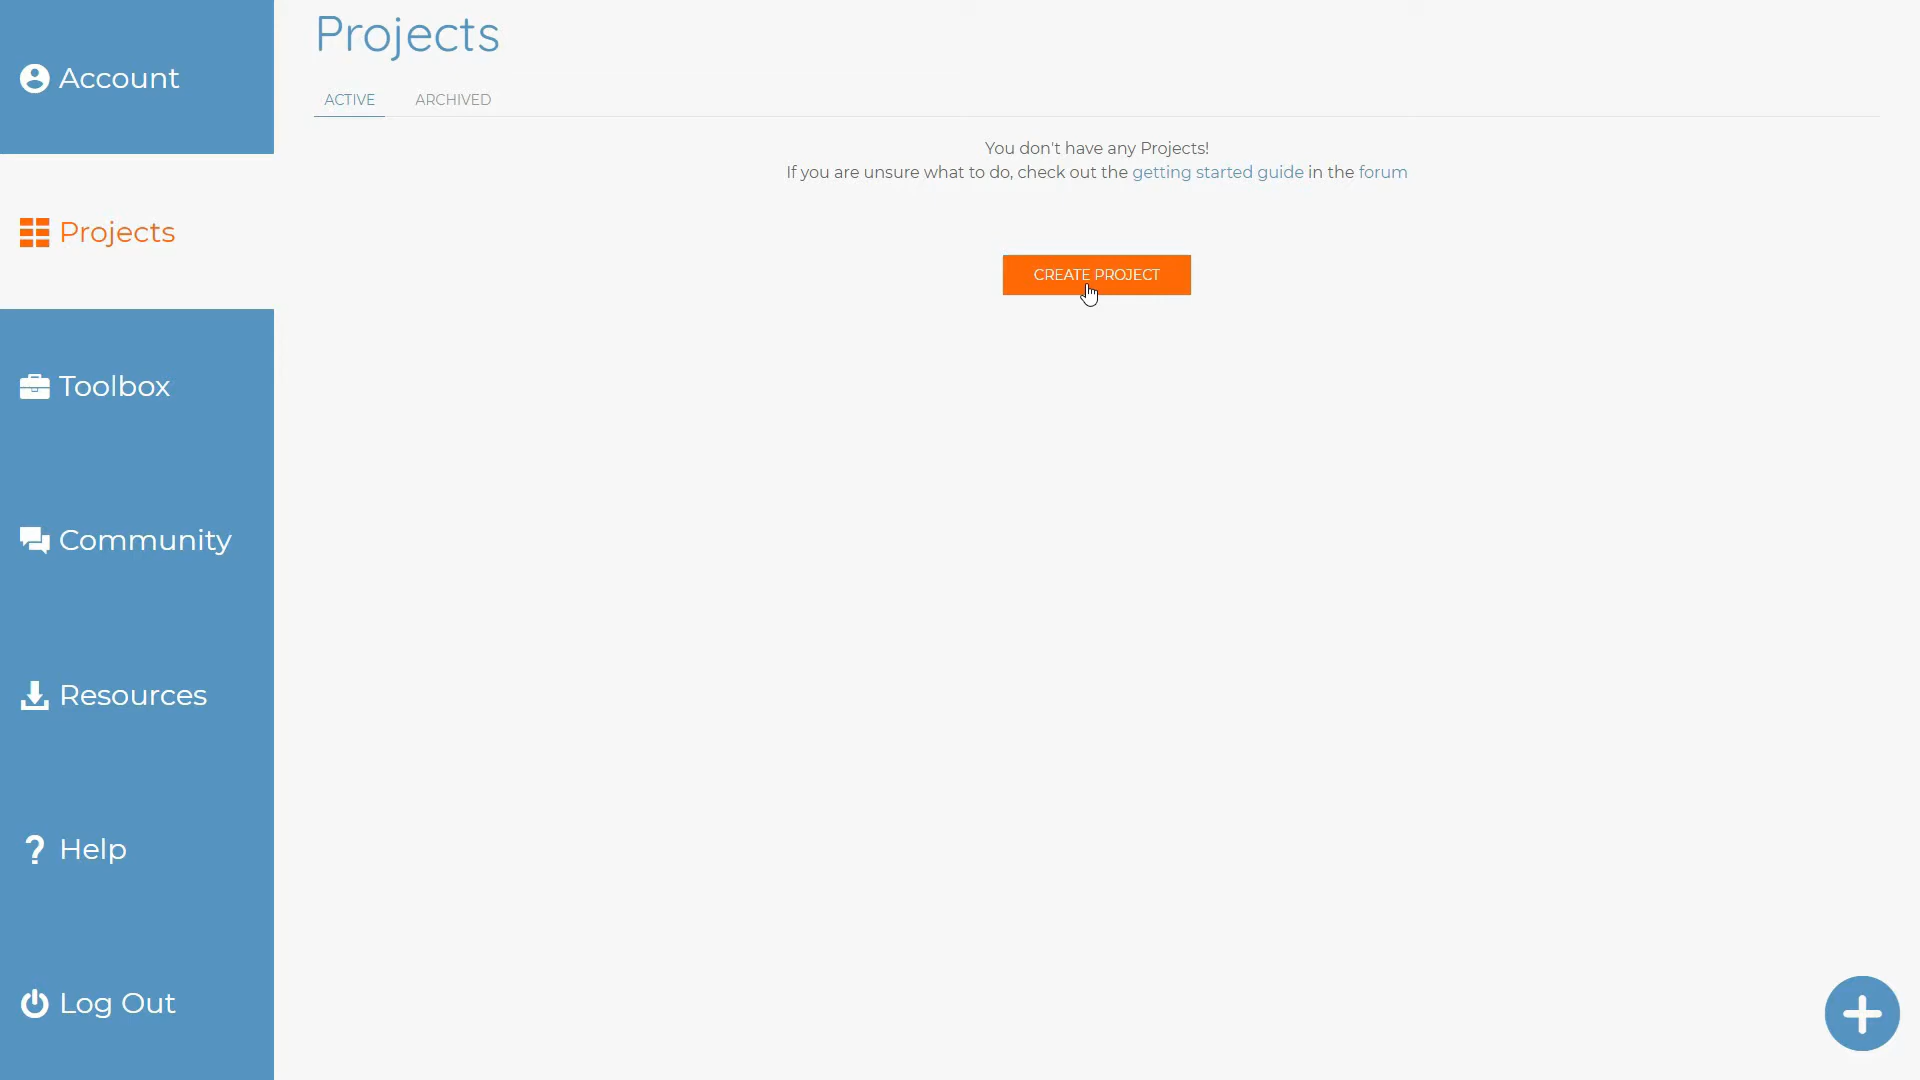 Account
Projects
Toolbox
Community
Resources
Help
Log Out
Projects
ACTIVE
ARCHIVED
You don't have any Projects!
If you are unsure what to do, check out the getting started guide in the forum
CREATE PROJECT